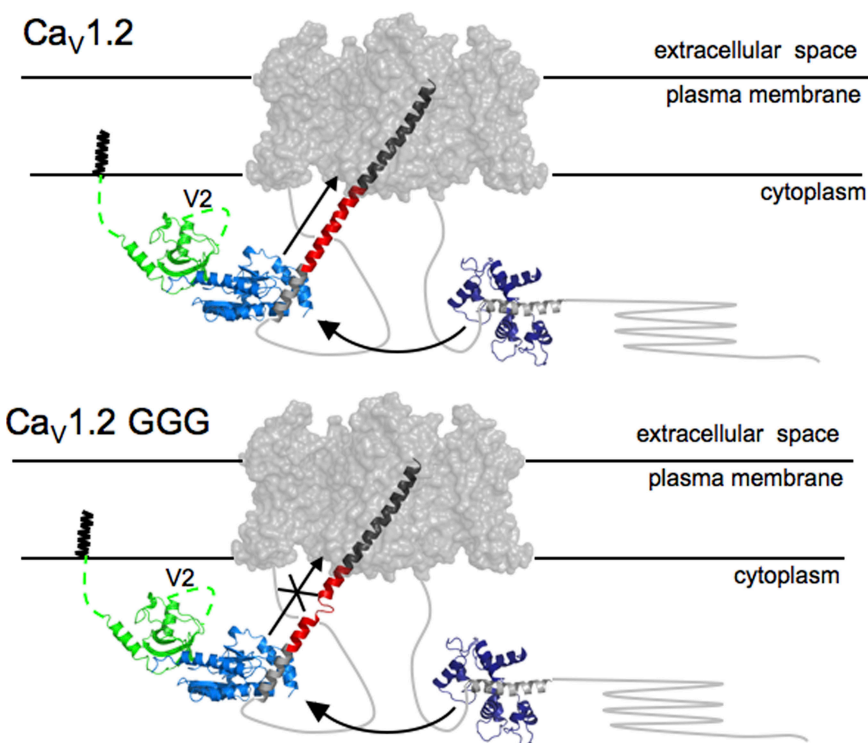 Cav1.2
extracellular space
plasma membrane
cytoplasm
V2
Cav1.2 GGG
extracellular space
plasma membrane
cytoplasm
V2